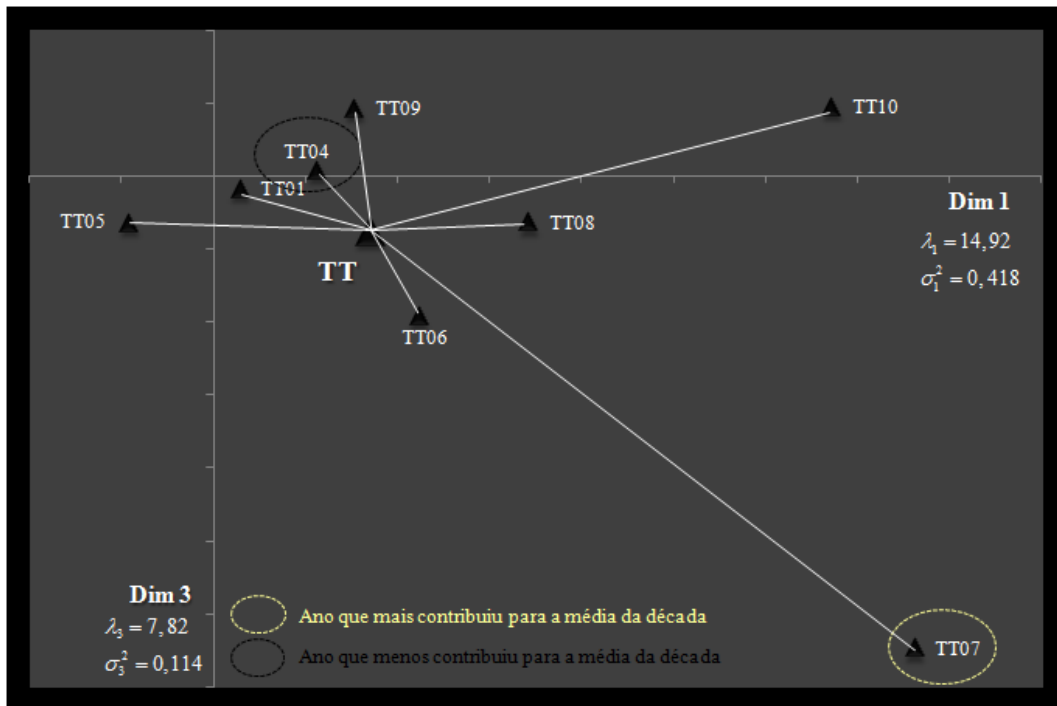 TT09
TT10
TT04
TT01
TT05
TT08
TT
TT06
Dim 1
λ₁ = 14,92
σ₁² = 0,418
Dim 3
λ₃ = 7,82
σ₃² = 0,114
Ano que mais contribuiu para a média da década
Ano que menos contribuiu para a média da década
TT07